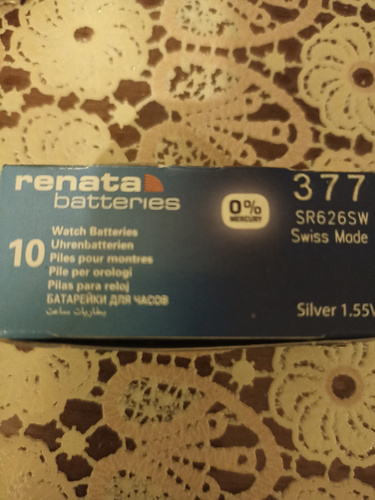 renata
batteries
0%
MERCURY
377
SR626SW
Swiss Made
10
Watch Batteries
Uhrenbatterien
Piles pour montres
Pile per orologi
Pilas para reloj
БАТАРЕЙКИ ДЛЯ ЧАСОВ
بطاريات ساعت
Silver 1.55V